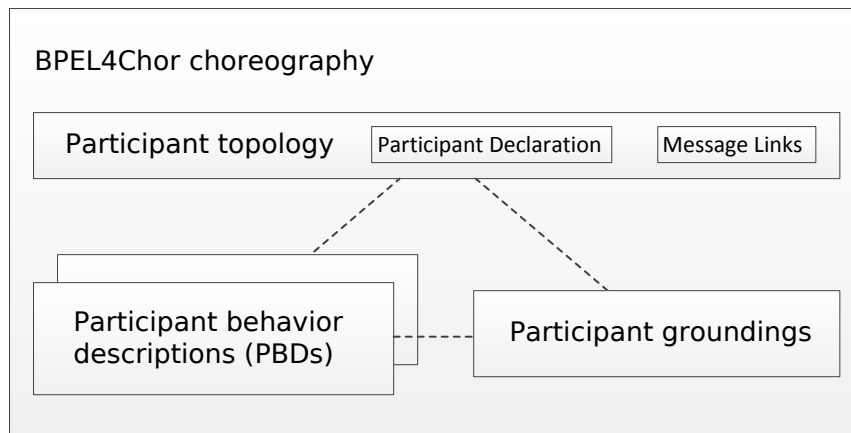 BPEL4Chor choreography
Participant topology
Participant Declaration
Message Links
Participant behavior
descriptions (PBDs)
Participant groundings